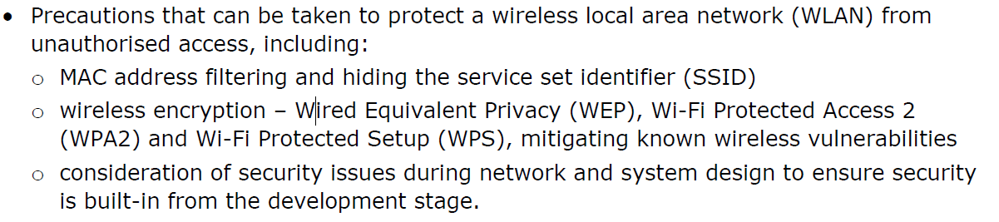 • Precautions that can be taken to protect a wireless local area network (WLAN) from
unauthorised access, including:
o MAC address filtering and hiding the service set identifier (SSID)
o wireless encryption – Wired Equivalent Privacy (WEP), Wi-Fi Protected Access 2
(WPA2) and Wi-Fi Protected Setup (WPS), mitigating known wireless vulnerabilities
o consideration of security issues during network and system design to ensure security
is built-in from the development stage.